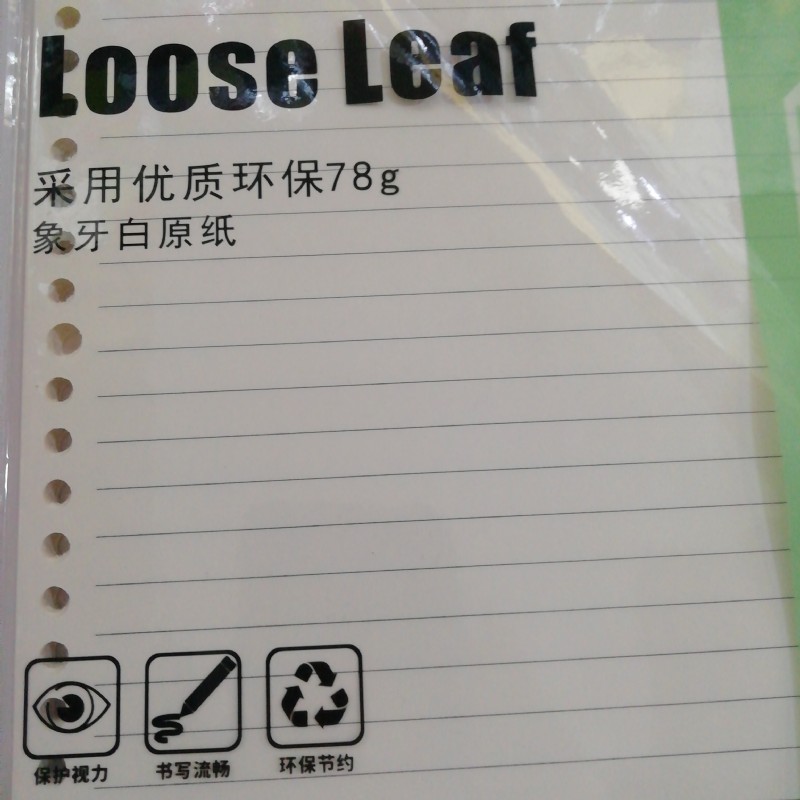 Loose Leaf
采用优质环保78g
象牙白原纸
保护视力
书写流畅
环保节约